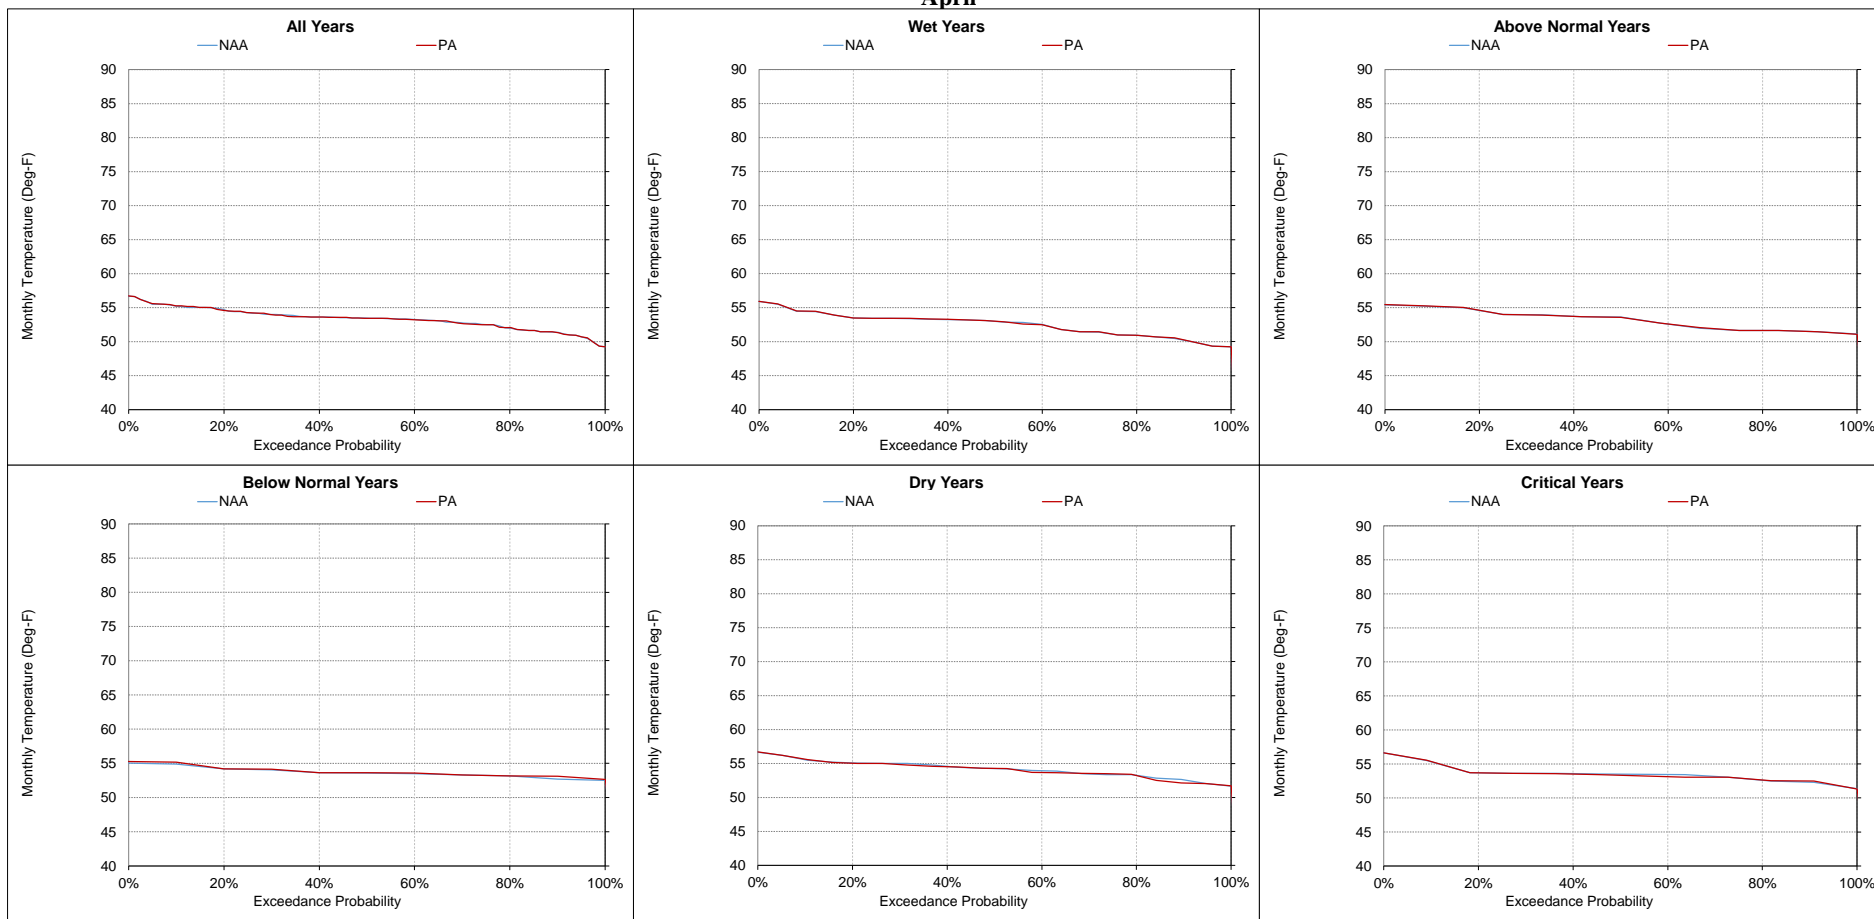 April
All Years
NAA PA
90
85
80
75
70
65
60
55
50
45
40
Monthly Temperature (Deg-F)
0% 20% 40% 60% 80% 100%
Exceedance Probability
Wet Years
NAA PA
90
85
80
75
70
65
60
55
50
45
40
Monthly Temperature (Deg-F)
0% 20% 40% 60% 80% 100%
Exceedance Probability
Above Normal Years
NAA PA
90
85
80
75
70
65
60
55
50
45
40
Monthly Temperature (Deg-F)
0% 20% 40% 60% 80% 100%
Exceedance Probability
Below Normal Years
NAA PA
90
85
80
75
70
65
60
55
50
45
40
Monthly Temperature (Deg-F)
0% 20% 40% 60% 80% 100%
Exceedance Probability
Dry Years
NAA PA
90
85
80
75
70
65
60
55
50
45
40
Monthly Temperature (Deg-F)
0% 20% 40% 60% 80% 100%
Exceedance Probability
Critical Years
NAA PA
90
85
80
75
70
65
60
55
50
45
40
Monthly Temperature (Deg-F)
0% 20% 40% 60% 80% 100%
Exceedance Probability